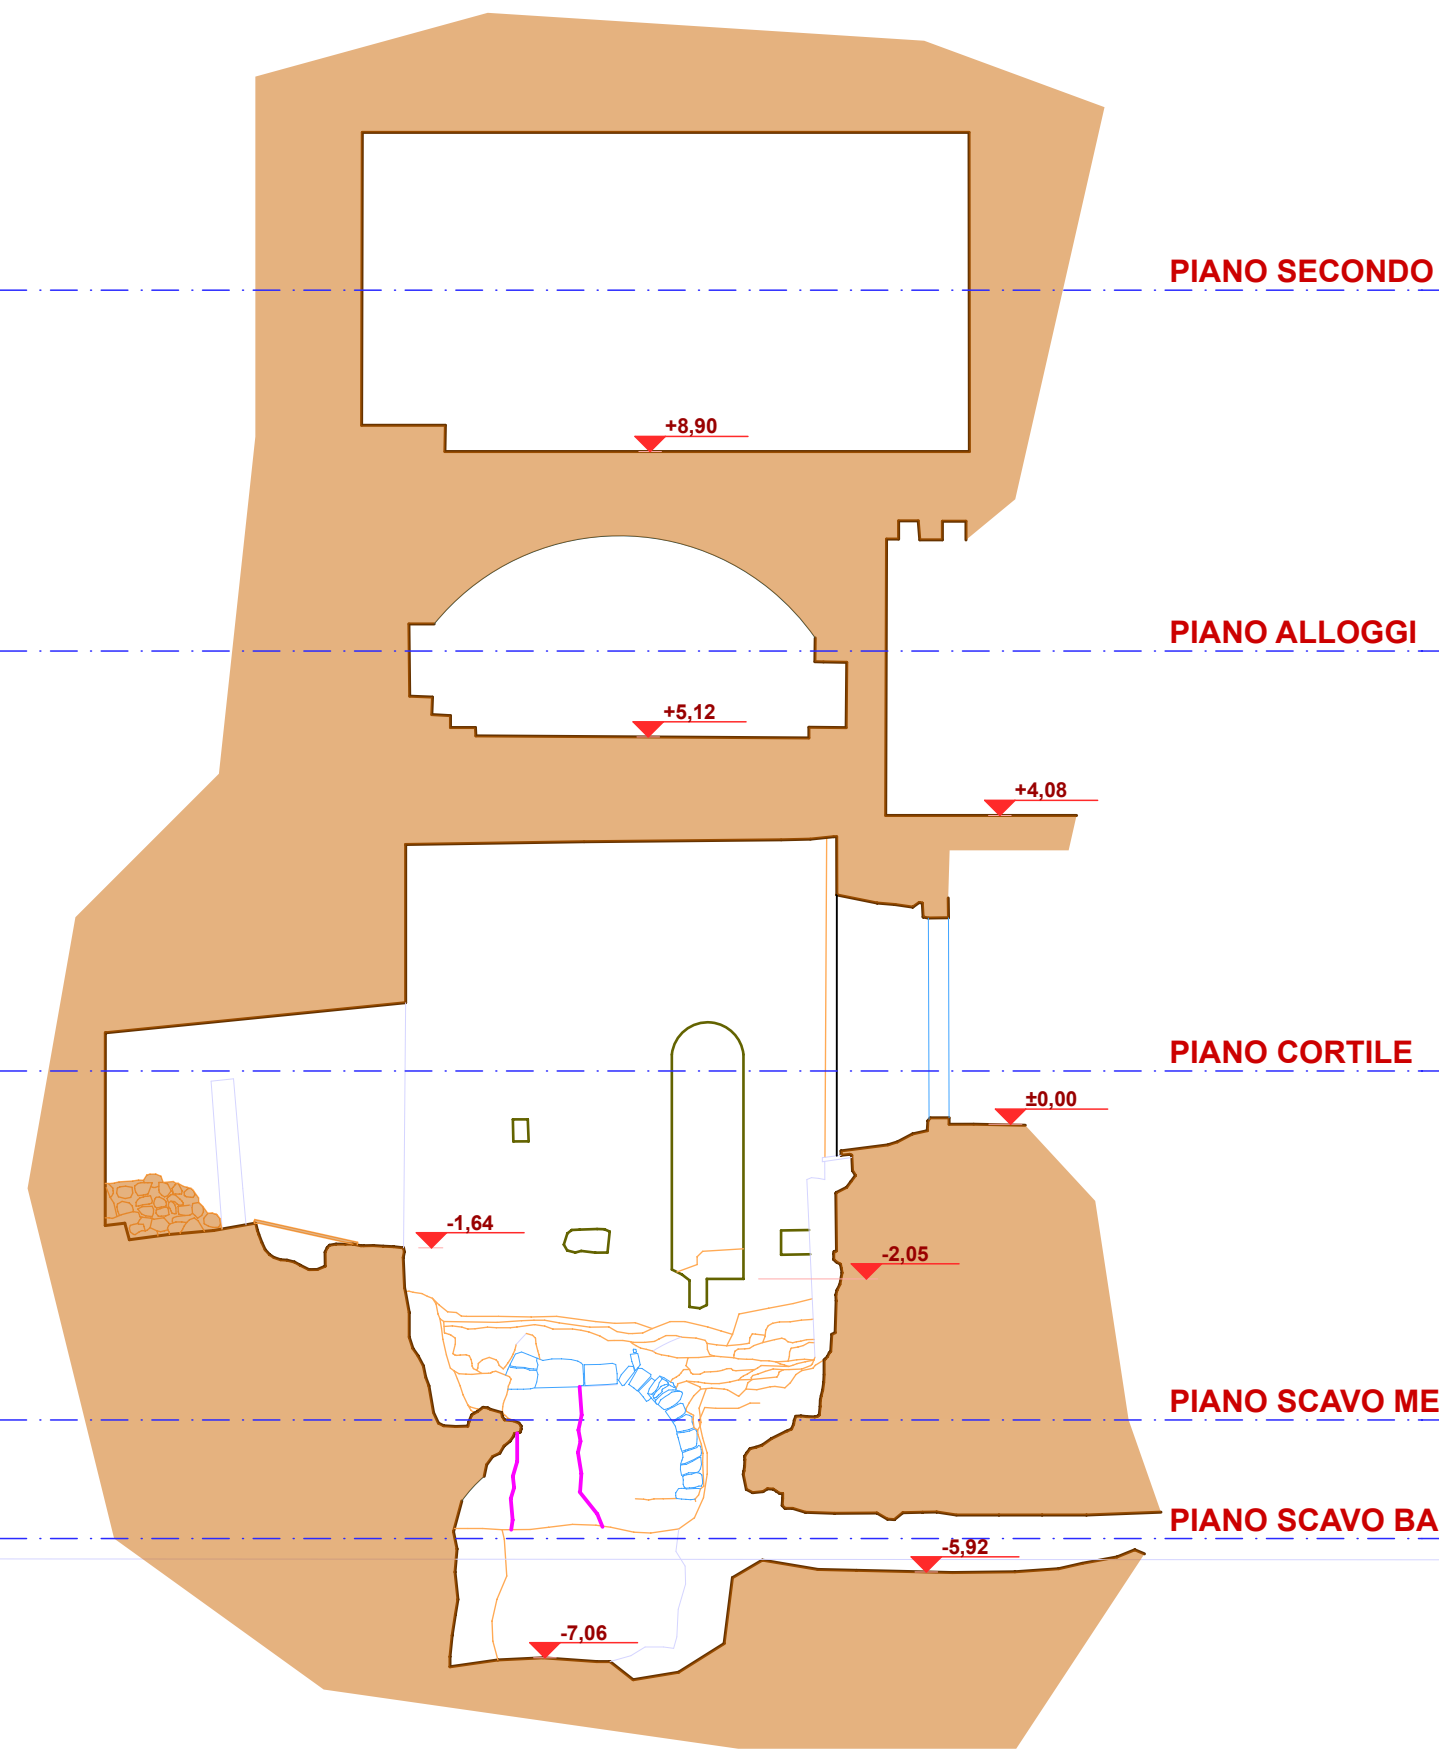 PIANO SECONDO
+8,90
PIANO ALLOGGI
+5,12
+4,08
PIANO CORTILE
±0,00
-1,64
-2,05
PIANO SCAVO ME
PIANO SCAVO BA
-5,92
-7,06